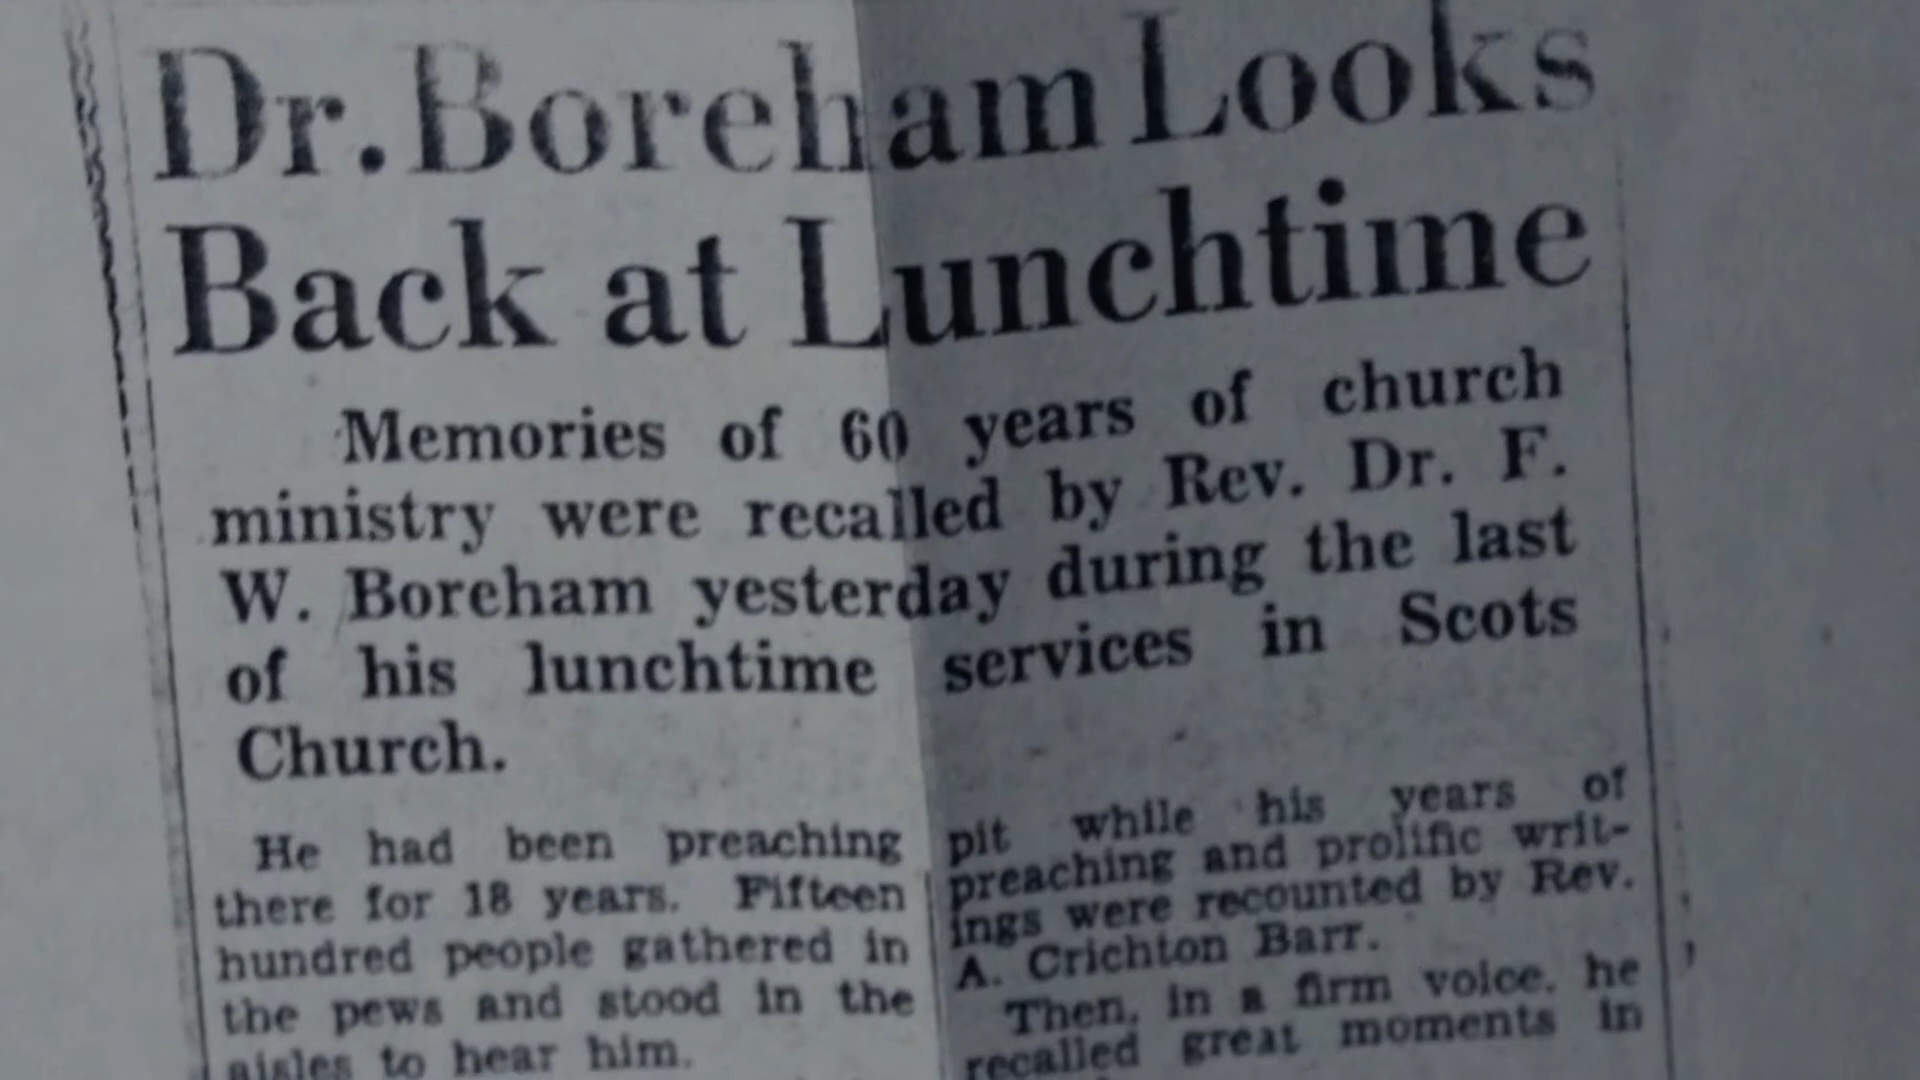 Dr. Boreham Looks
Back at Lunchtime
Memories of 60 years of church
ministry were recalled by Rev. Dr. F.
W. Boreham yesterday during the last
of his lunchtime services in Scots
Church.
He had been preaching
there for 18 years. Fifteen
hundred people gathered in
the pews and stood in the
aisles to hear him.
pit while his years of
preaching and prolific writ-
ings were recounted by Rev.
A. Crichton Barr.
Then, in a firm voice, he
recalled great moments in